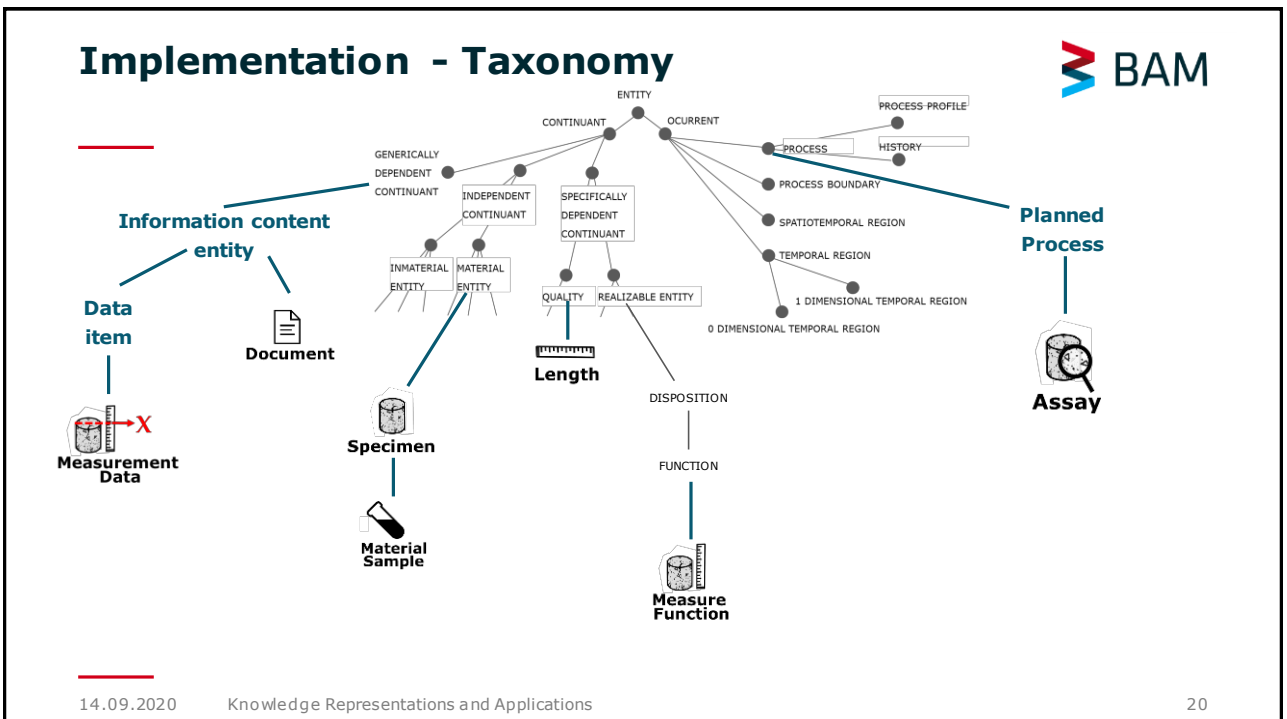 Implementation - Taxonomy
BAM
ENTITY
CONTINUANT
OCURRENT
PROCESS PROFILE
PROCESS
HISTORY
GENERICALLY
DEPENDENT
CONTINUANT
INDEPENDENT
CONTINUANT
SPECIFICALLY
DEPENDENT
CONTINUANT
PROCESS BOUNDARY
SPATIOTEMPORAL REGION
TEMPORAL REGION
1 DIMENSIONAL TEMPORAL REGION
0 DIMENSIONAL TEMPORAL REGION
INMATERIAL
ENTITY
MATERIAL
ENTITY
QUALITY
REALIZABLE ENTITY
Information content
entity
Planned
Process
Data
item
Document
Length
DISPOSITION
Assay
X
Measurement
Data
Specimen
FUNCTION
Material
Sample
Measure
Function
14.09.2020
Knowledge Representations and Applications
20